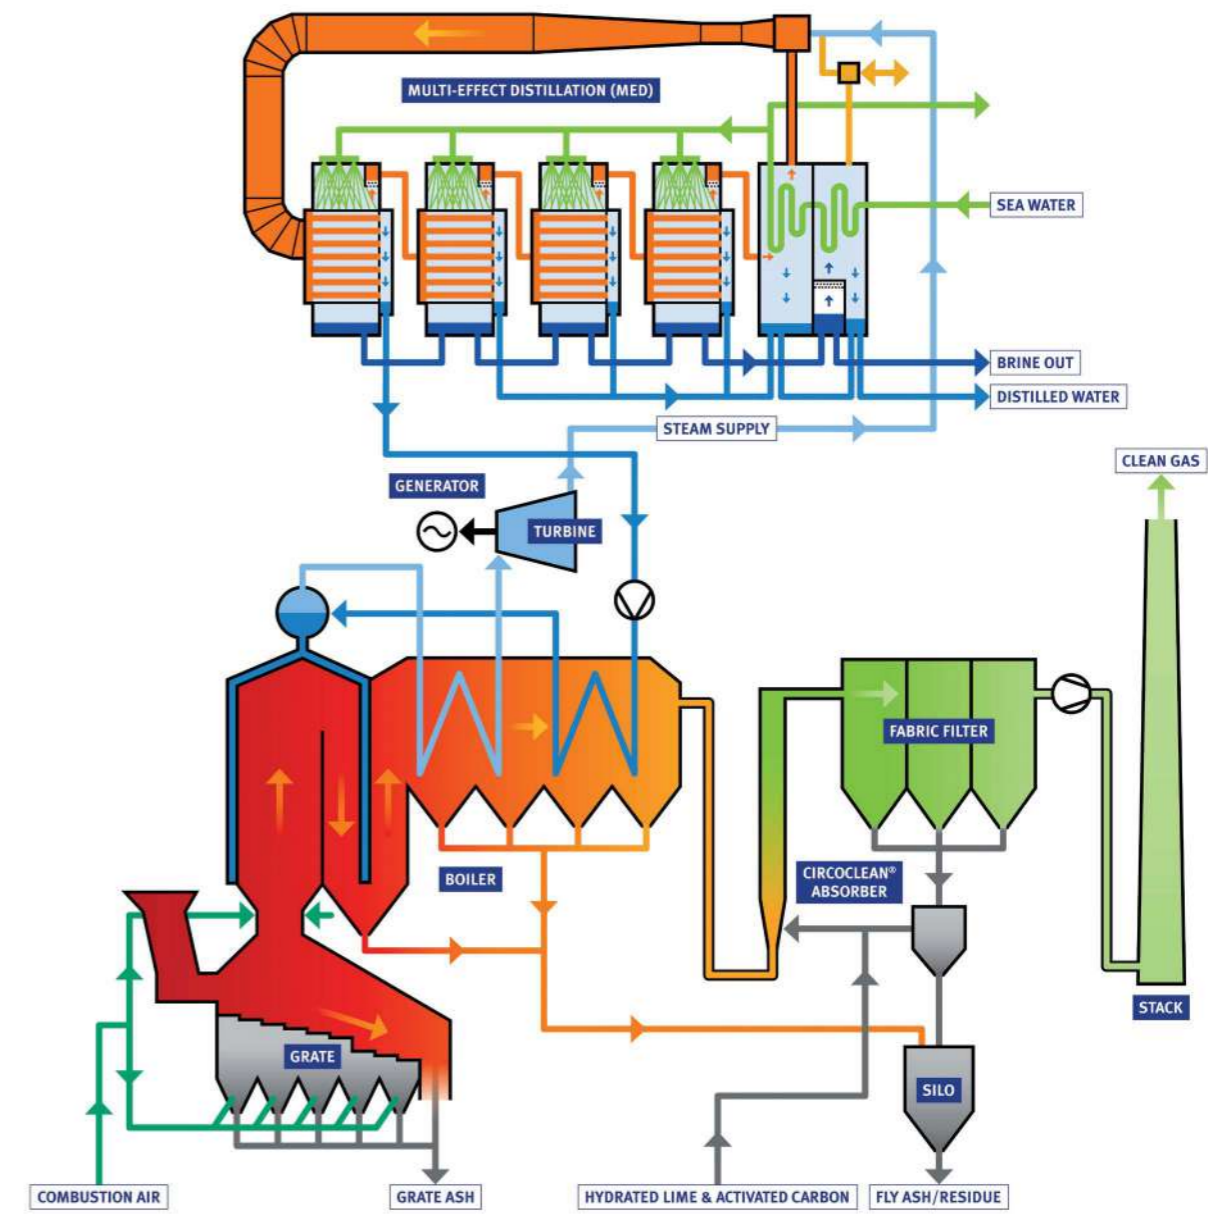 MULTI-EFFECT DISTILLATION (MED)
SEA WATER
BRINE OUT
DISTILLED WATER
STEAM SUPPLY
CLEAN GAS
GENERATOR
TURBINE
FABRIC FILTER
BOILER
CIRCOCLEAN®
ABSORBER
STACK
GRATE
SILO
COMBUSTION AIR
GRATE ASH
HYDRATED LIME & ACTIVATED CARBON
FLY ASH/RESIDUE